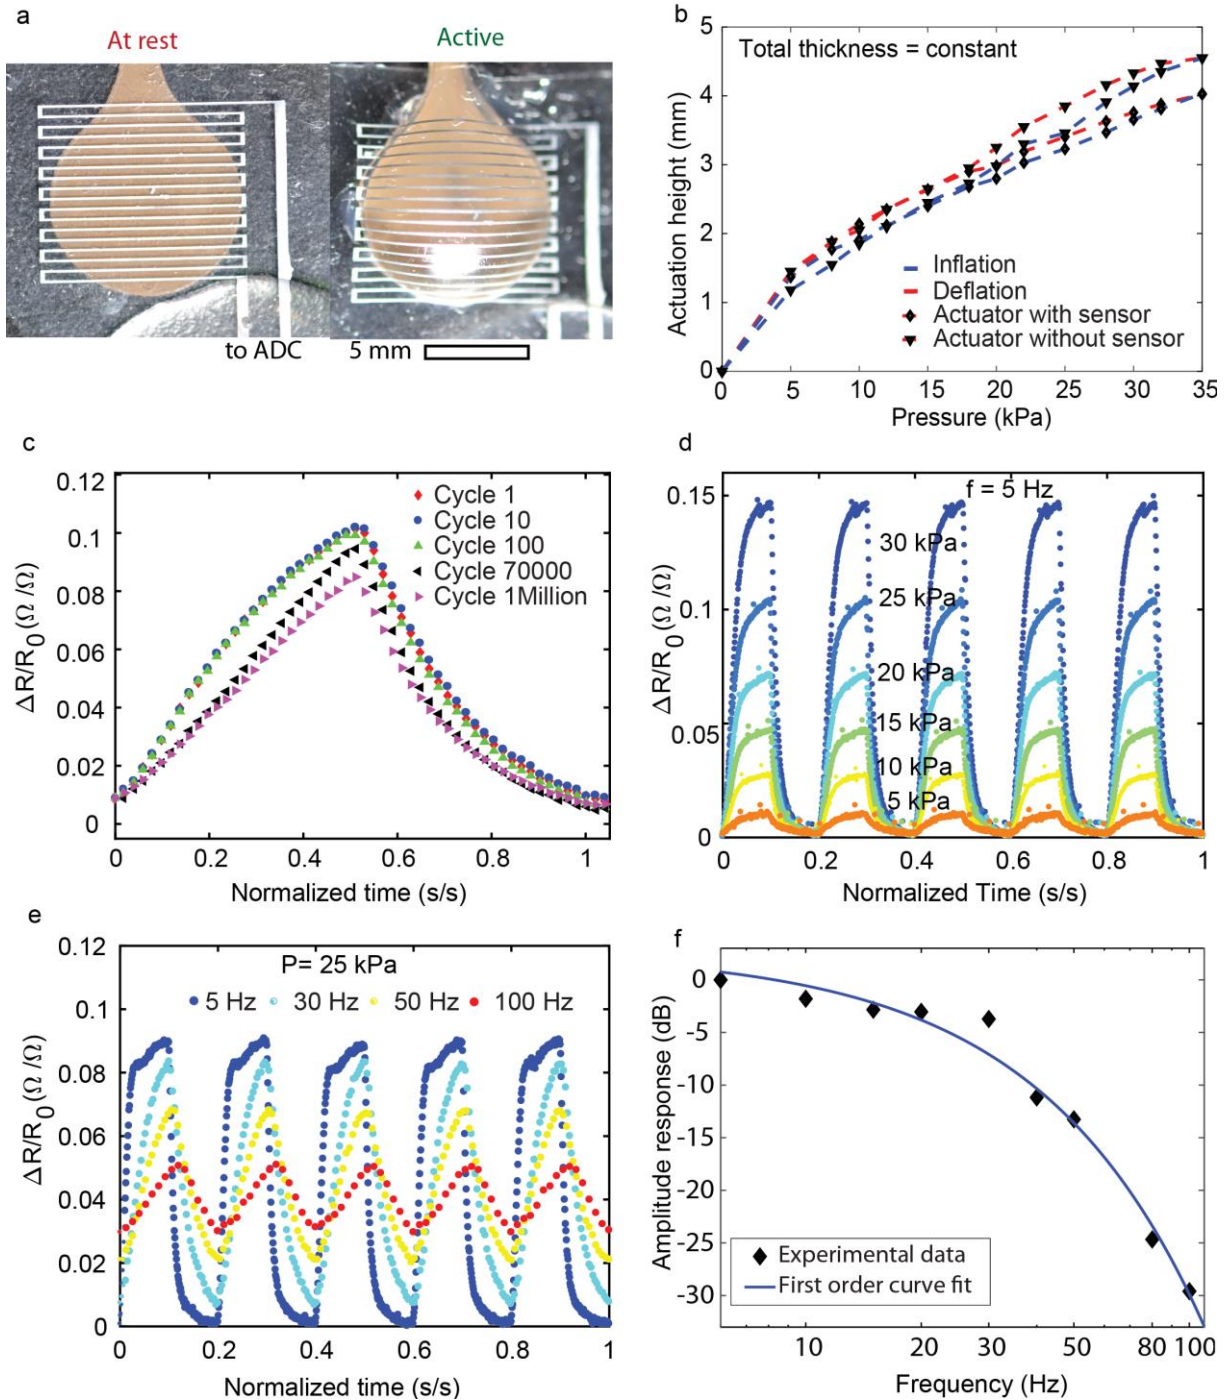 a
At rest
Active
to ADC
5 mm
b
Total thickness = constant
5
4
3
2
1
0
Actuation height (mm)
Inflation
Deflation
Actuator with sensor
Actuator without sensor
0 5 10 15 20 25 30 35
Pressure (kPa)
c
0.12
0.1
0.08
0.06
0.04
0.02
0
ΔR/R0 (Ω /Ω)
Cycle 1
Cycle 10
Cycle 100
Cycle 70000
Cycle 1Million
0 0.2 0.4 0.6 0.8 1
Normalized time (s/s)
d
0.15
0.1
0.05
0
ΔR/R0 (Ω /Ω)
f = 5 Hz
30 kPa
25 kPa
20 kPa
15 kPa
10 kPa
5 kPa
0 0.2 0.4 0.6 0.8 1
Normalized Time (s/s)
e
0.12
0.1
0.08
0.06
0.04
0.02
0
ΔR/R0 (Ω /Ω)
P= 25 kPa
5 Hz 30 Hz 50 Hz 100 Hz
0 0.2 0.4 0.6 0.8 1
Normalized time (s/s)
f
0
-5
-10
-15
-20
-25
-30
Amplitude response (dB)
Experimental data
First order curve fit
10 20 30 50 80 100
Frequency (Hz)